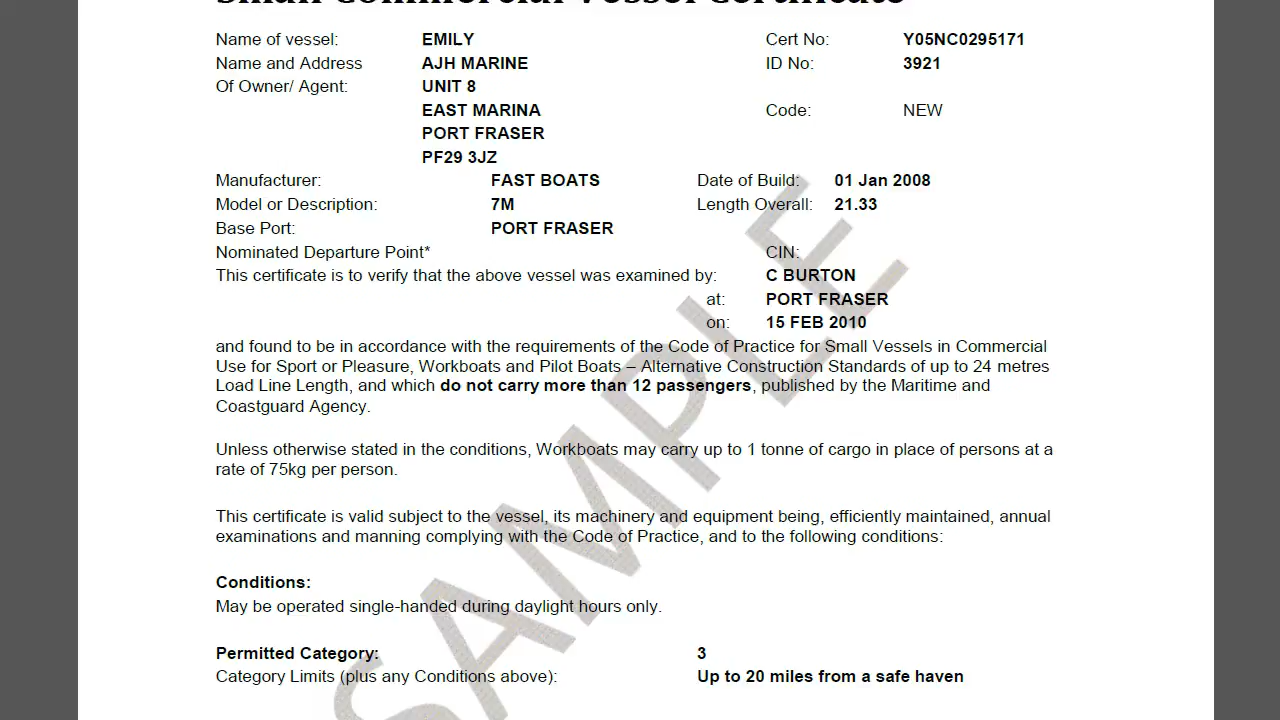 Small Commercial Vessel Certificate
Name of vessel: EMILY Cert No: Y05NC0295171
Name and Address AJH MARINE ID No: 3921
Of Owner/ Agent: UNIT 8
EAST MARINA Code: NEW
PORT FRASER
PF29 3JZ
Manufacturer: FAST BOATS Date of Build: 01 Jan 2008
Model or Description: 7M Length Overall: 21.33
Base Port: PORT FRASER
Nominated Departure Point* CIN:
This certificate is to verify that the above vessel was examined by: C BURTON
at: PORT FRASER
on: 15 FEB 2010
and found to be in accordance with the requirements of the Code of Practice for Small Vessels in Commercial
Use for Sport or Pleasure, Workboats and Pilot Boats – Alternative Construction Standards of up to 24 metres
Load Line Length, and which do not carry more than 12 passengers, published by the Maritime and
Coastguard Agency.
Unless otherwise stated in the conditions, Workboats may carry up to 1 tonne of cargo in place of persons at a
rate of 75kg per person.
This certificate is valid subject to the vessel, its machinery and equipment being, efficiently maintained, annual
examinations and manning complying with the Code of Practice, and to the following conditions:
Conditions:
May be operated single-handed during daylight hours only.
Permitted Category: 3
Category Limits (plus any Conditions above): Up to 20 miles from a safe haven
SAMPLE